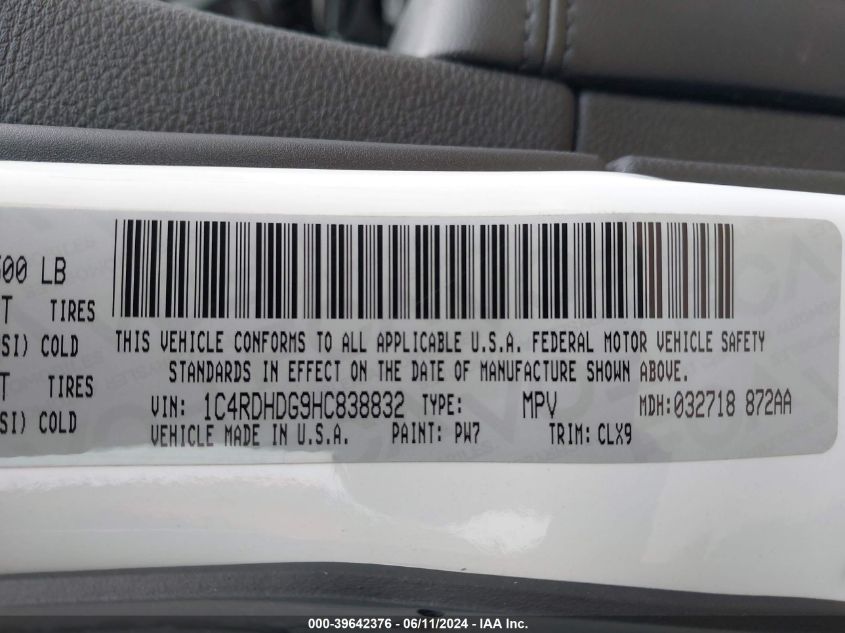 500 LB
TIRES
SI) COLD
TIRES
SI) COLD
THIS VEHICLE CONFORMS TO ALL APPLICABLE U.S.A. FEDERAL MOTOR VEHICLE SAFETY
STANDARDS IN EFFECT ON THE DATE OF MANUFACTURE SHOWN ABOVE.
VIN: 1C4RDHDG9HC838832 TYPE: MPV MDH:032718 872AA
VEHICLE MADE IN U.S.A. PAINT: PW7 TRIM: CLX9
000-39642376 - 06/11/2024 - IAA Inc.